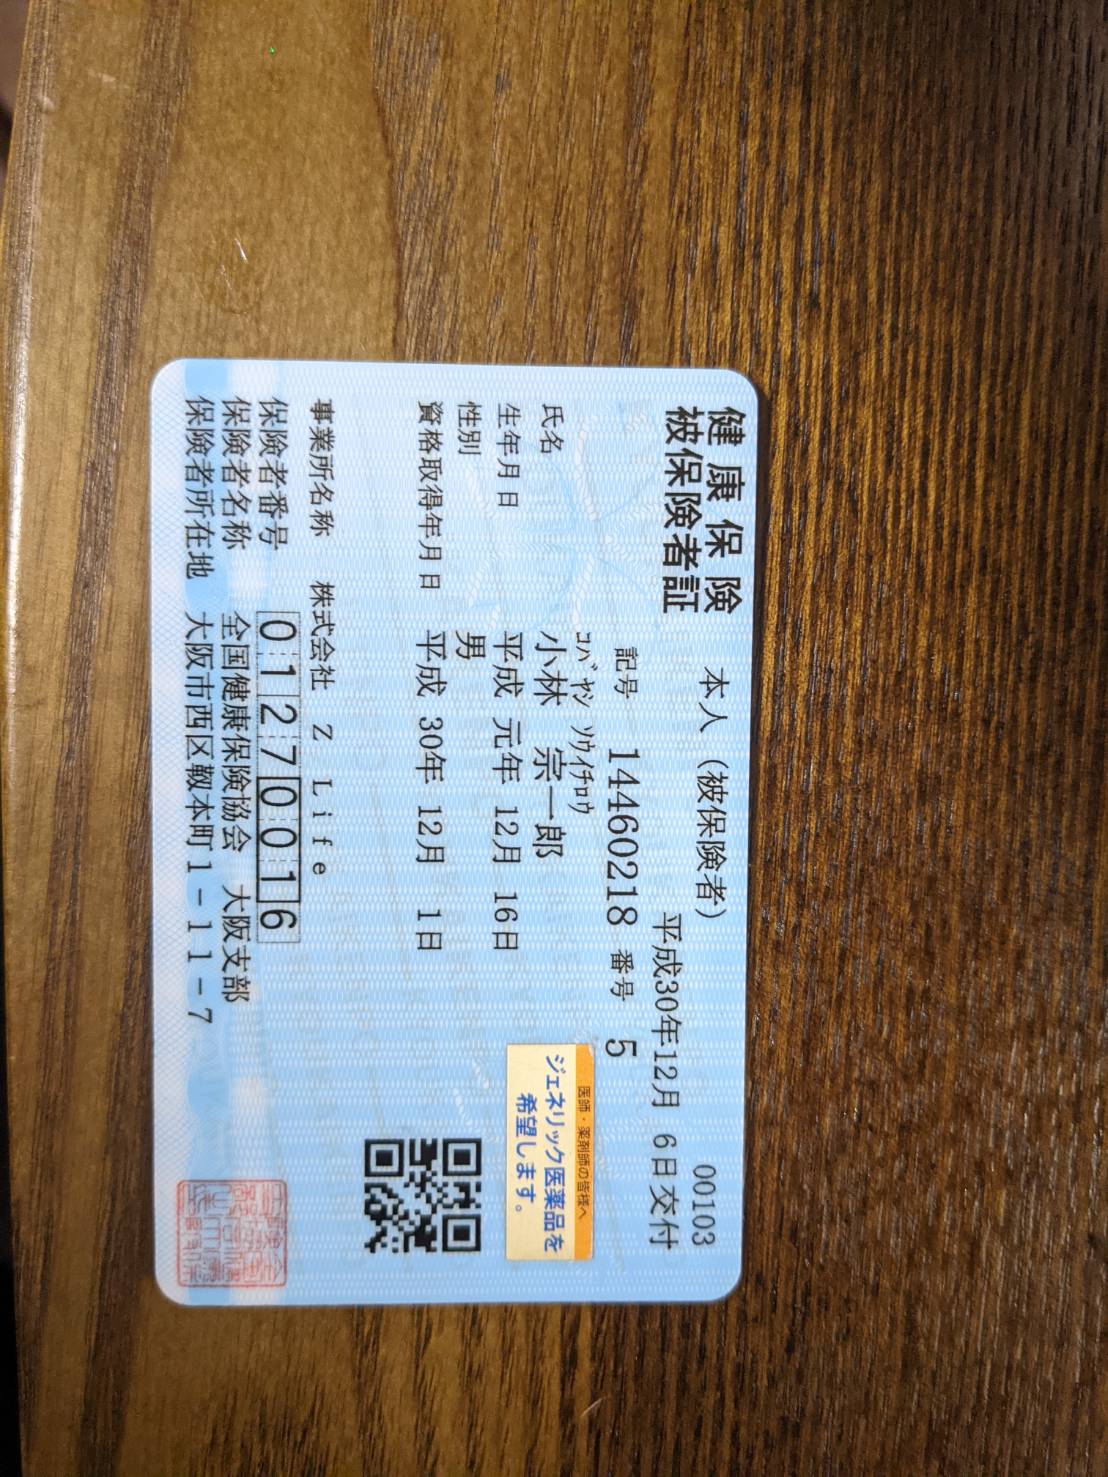 健康保険 本人（被保険者） 00103
被保険者証 平成30年12月 6日交付
記号 14460218 番号 5
ｺﾊﾞﾔｼ ｿｳｲﾁﾛｳ
氏名 小林 宗一郎
生年月日 平成 元年 12月 16日
性別 男
資格取得年月日 平成 30年 12月 1日
医師・薬剤師の皆様へ
ジェネリック医薬品を
希望します。
事業所名称 株式会社 Z Life
保険者番号 01270016
保険者名称 全国健康保険協会 大阪支部
保険者所在地 大阪市西区靱本町1-11-7